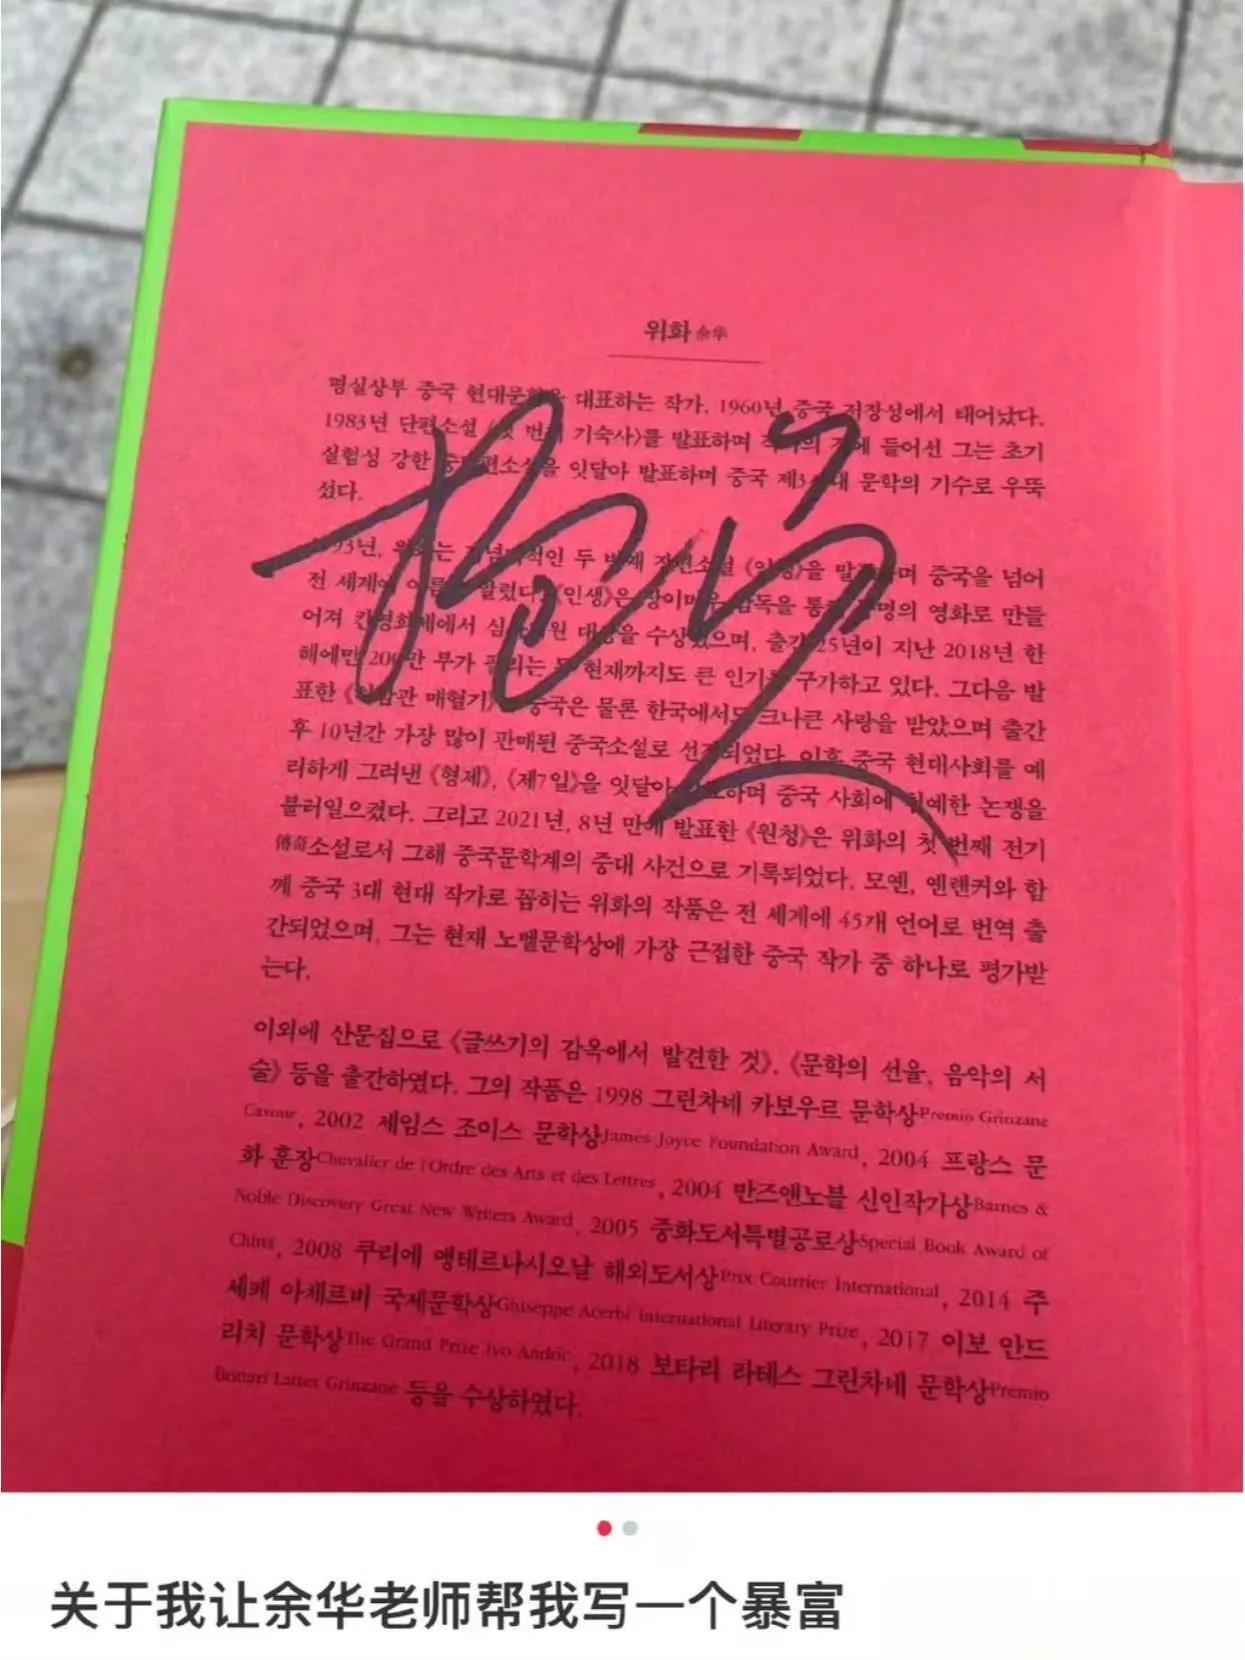 위화 余华
명실상부 중국 현대문학을 대표하는 작가. 1960년 중국 저장성에서 태어났다.
1983년 단편소설 〈첫 번째 기숙사〉를 발표하며 작가의 길에 들어선 그는 초기
실험성 강한 중단편소설을 잇달아 발표하며 중국 제3세대 문학의 기수로 우뚝
섰다.
1993년, 위화는 기념비적인 두 번째 장편소설 《인생》을 발표하며 중국을 넘어
전 세계에 이름을 알렸다. 《인생》은 장이머우 감독을 통해 동명의 영화로 만들
어져 칸영화제에서 심사위원 대상을 수상했으며, 출간 25년이 지난 2018년 한
해에만 200만 부가 팔리는 등 현재까지도 큰 인기를 구가하고 있다. 그다음 발
표한 《허삼관 매혈기》는 중국은 물론 한국에서도 크나큰 사랑을 받았으며 출간
후 10년간 가장 많이 판매된 중국소설로 선정되었다. 이후 중국 현대사회를 예
리하게 그려낸 《형제》, 《제7일》을 잇달아 발표하며 중국 사회에 첨예한 논쟁을
불러일으켰다. 그리고 2021년, 8년 만에 발표한 《원청》은 위화의 첫 번째 전기
傳奇소설로서 그해 중국문학계의 중대 사건으로 기록되었다. 모옌, 옌롄커와 함
께 중국 3대 현대 작가로 꼽히는 위화의 작품은 전 세계에 45개 언어로 번역 출
간되었으며, 그는 현재 노벨문학상에 가장 근접한 중국 작가 중 하나로 평가받
는다.
이외에 산문집으로 《글쓰기의 감옥에서 발견한 것》, 《문학의 선율, 음악의 서
술》 등을 출간하였다. 그의 작품은 1998 그린차네 카보우르 문학상Premio Grinzane
Cavour, 2002 제임스 조이스 문학상James Joyce Foundation Award, 2004 프랑스 문
화 훈장Chevalier de l'Ordre des Arts et des Lettres, 2004 반즈앤노블 신인작가상Barnes &
Noble Discovery Great New Writers Award, 2005 중화도서특별공로상Special Book Award of
China, 2008 쿠리에 앵테르나시오날 해외도서상Prix Courrier International, 2014 주
세페 아체르비 국제문학상Giuseppe Acerbi International Literary Prize, 2017 이보 안드
리치 문학상The Grand Prize Ivo Andric, 2018 보타리 라테스 그린차네 문학상Premio
Bottari Lattes Grinzane 등을 수상하였다.
关于我让余华老师帮我写一个暴富